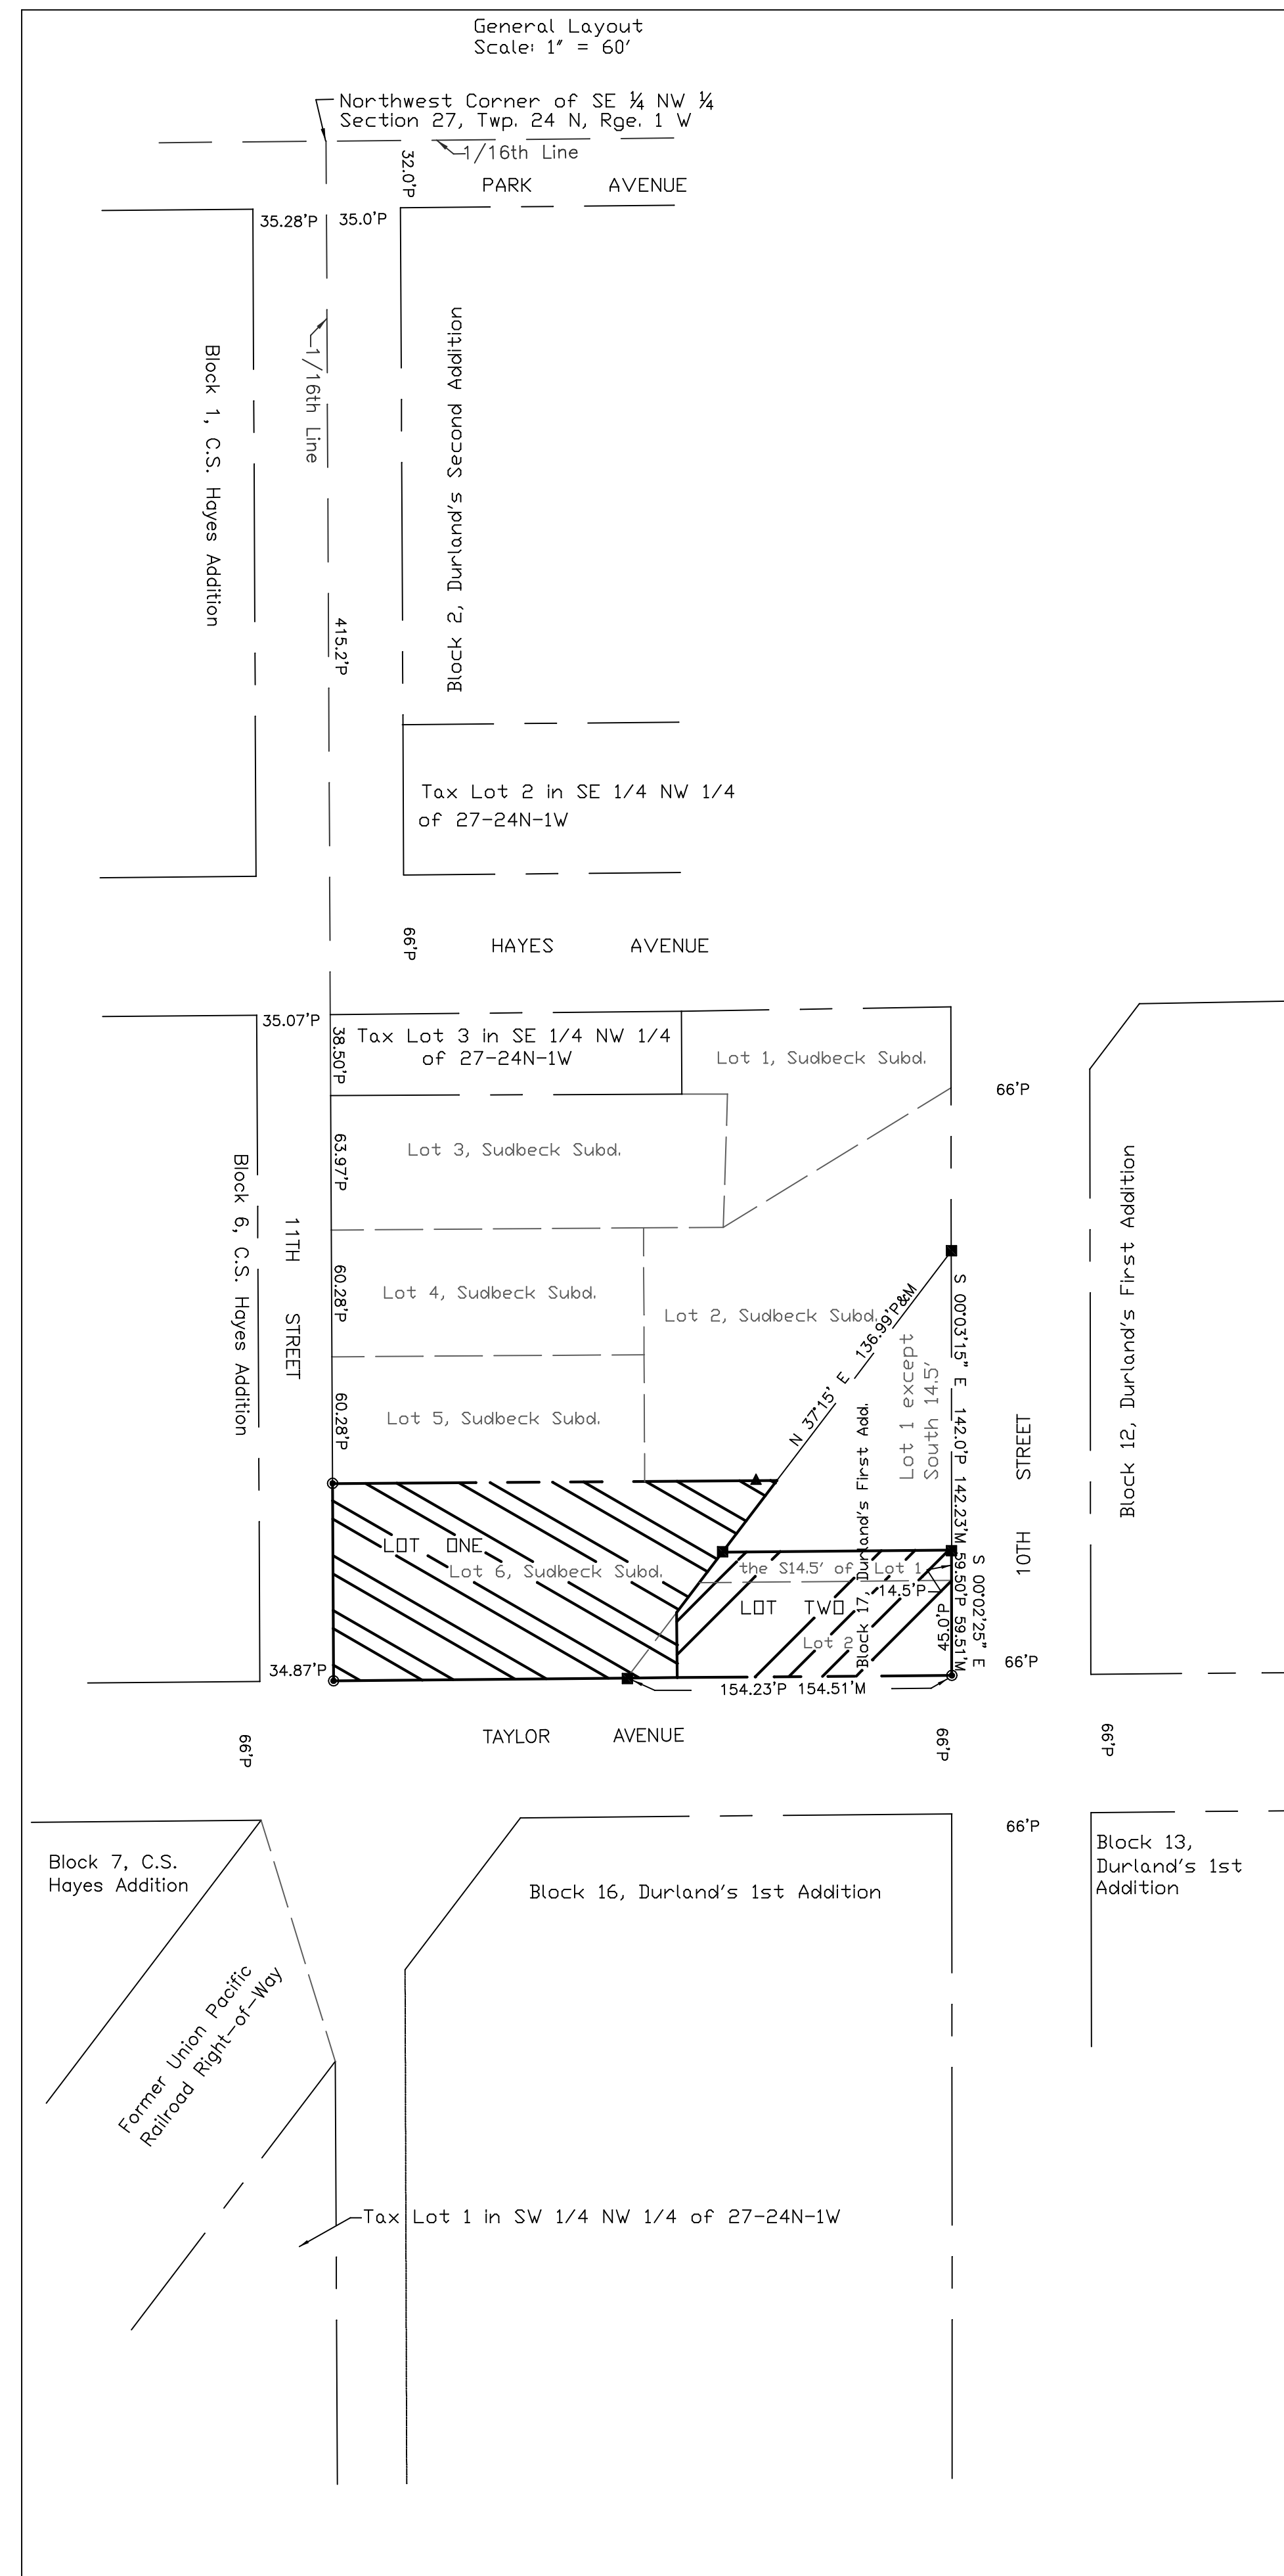 General Layout
Scale: 1" = 60'
Northwest Corner of SE ¼ NW ¼
Section 27, Twp. 24 N, Rge. 1 W
1/16th Line
32.0'P
PARK AVENUE
35.28'P
35.0'P
Block 1, C.S. Hayes Addition
1/16th Line
Block 2, Durland's Second Addition
415.2'P
Tax Lot 2 in SE 1/4 NW 1/4
of 27-24N-1W
66'P
HAYES AVENUE
35.07'P
38.50'P
Tax Lot 3 in SE 1/4 NW 1/4
of 27-24N-1W
Lot 1, Sudbeck Subd.
66'P
63.97'P
Lot 3, Sudbeck Subd.
Block 6, C.S. Hayes Addition
11TH STREET
60.28'P
Lot 4, Sudbeck Subd.
Lot 2, Sudbeck Subd.
60.28'P
Lot 5, Sudbeck Subd.
N 37°15' E 136.99'P&M
Lot 1 except
South 14.5'
S 00°03'15" E 142.0'P 142.23'M
Block 12, Durland's First Addition
10TH STREET
Block 17, Durland's First Add.
LOT ONE
Lot 6, Sudbeck Subd.
the S14.5' of Lot 1
14.5'P
LOT TWO
Lot 2
45.0'P
59.50'P 59.51'M
S 00°02'25" E
34.87'P
66'P
154.23'P 154.51'M
TAYLOR AVENUE
66'P
66'P
66'P
66'P
Block 7, C.S.
Hayes Addition
Block 16, Durland's 1st Addition
Block 13,
Durland's 1st
Addition
Former Union Pacific
Railroad Right-of-Way
Tax Lot 1 in SW 1/4 NW 1/4 of 27-24N-1W